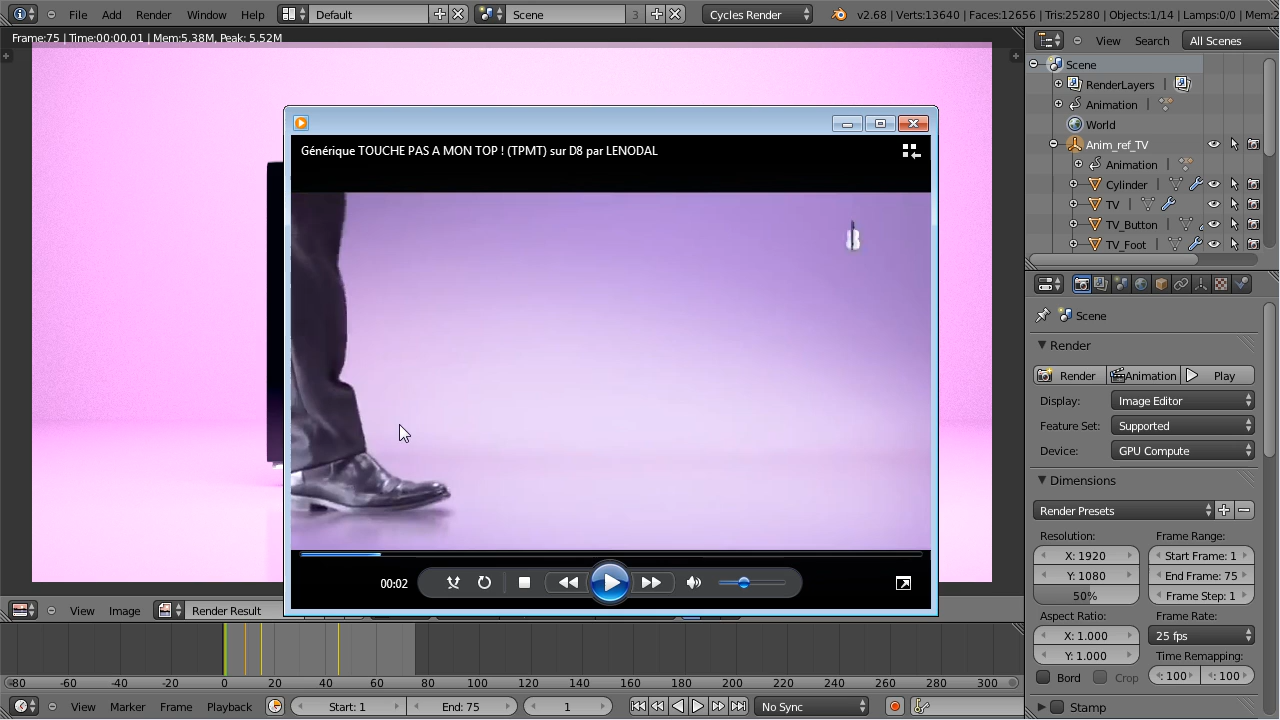 File Add Render Window Help Default Scene 3 Cycles Render v2.68 | Verts:13640 | Faces:12656 | Tris:25280 | Objects:1/14 | Lamps:0/0 | Mem:2
Frame:75 | Time:00:00.01 | Mem:5.38M, Peak: 5.52M
View Search All Scenes
Scene
RenderLayers
Animation
World
Anim_ref_TV
Animation
Cylinder
TV
TV_Button
TV_Foot
Générique TOUCHE PAS A MON TOP ! (TPMT) sur D8 par LENODAL
00:02
Scene
Render
Render Animation Play
Display: Image Editor
Feature Set: Supported
Device: GPU Compute
Dimensions
Render Presets
Resolution: Frame Range:
X: 1920 Start Frame: 1
Y: 1080 End Frame: 75
50% Frame Step: 1
Aspect Ratio: Frame Rate:
X: 1.000 25 fps
Y: 1.000 Time Remapping:
Bord Crop : 100 : 100
Stamp
View Image Render Result
-80 -60 -40 -20 0 20 40 60 80 100 120 140 160 180 200 220 240 260 280 300
View Marker Frame Playback Start: 1 End: 75 1 No Sync